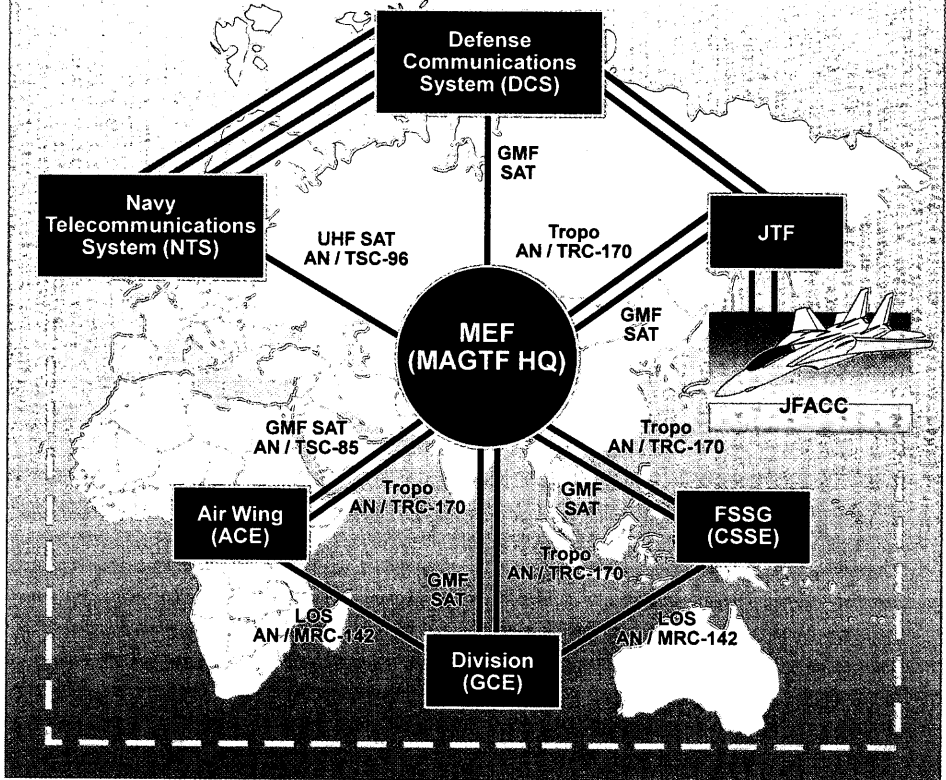 Defense
Communications
System (DCS)
GMF
SAT
Navy
Telecommunications
System (NTS)
UHF SAT
AN / TSC-96
Tropo
AN / TRC-170
JTF
GMF
SAT
MEF
(MAGTF HQ)
JFACC
GMF SAT
AN / TSC-85
Tropo
AN / TRC-170
Tropo
AN / TRC-170
GMF
SAT
Air Wing
(ACE)
FSSG
(CSSE)
GMF
SAT
Tropo
AN / TRC-170
LOS
AN / MRC-142
LOS
AN / MRC-142
Division
(GCE)